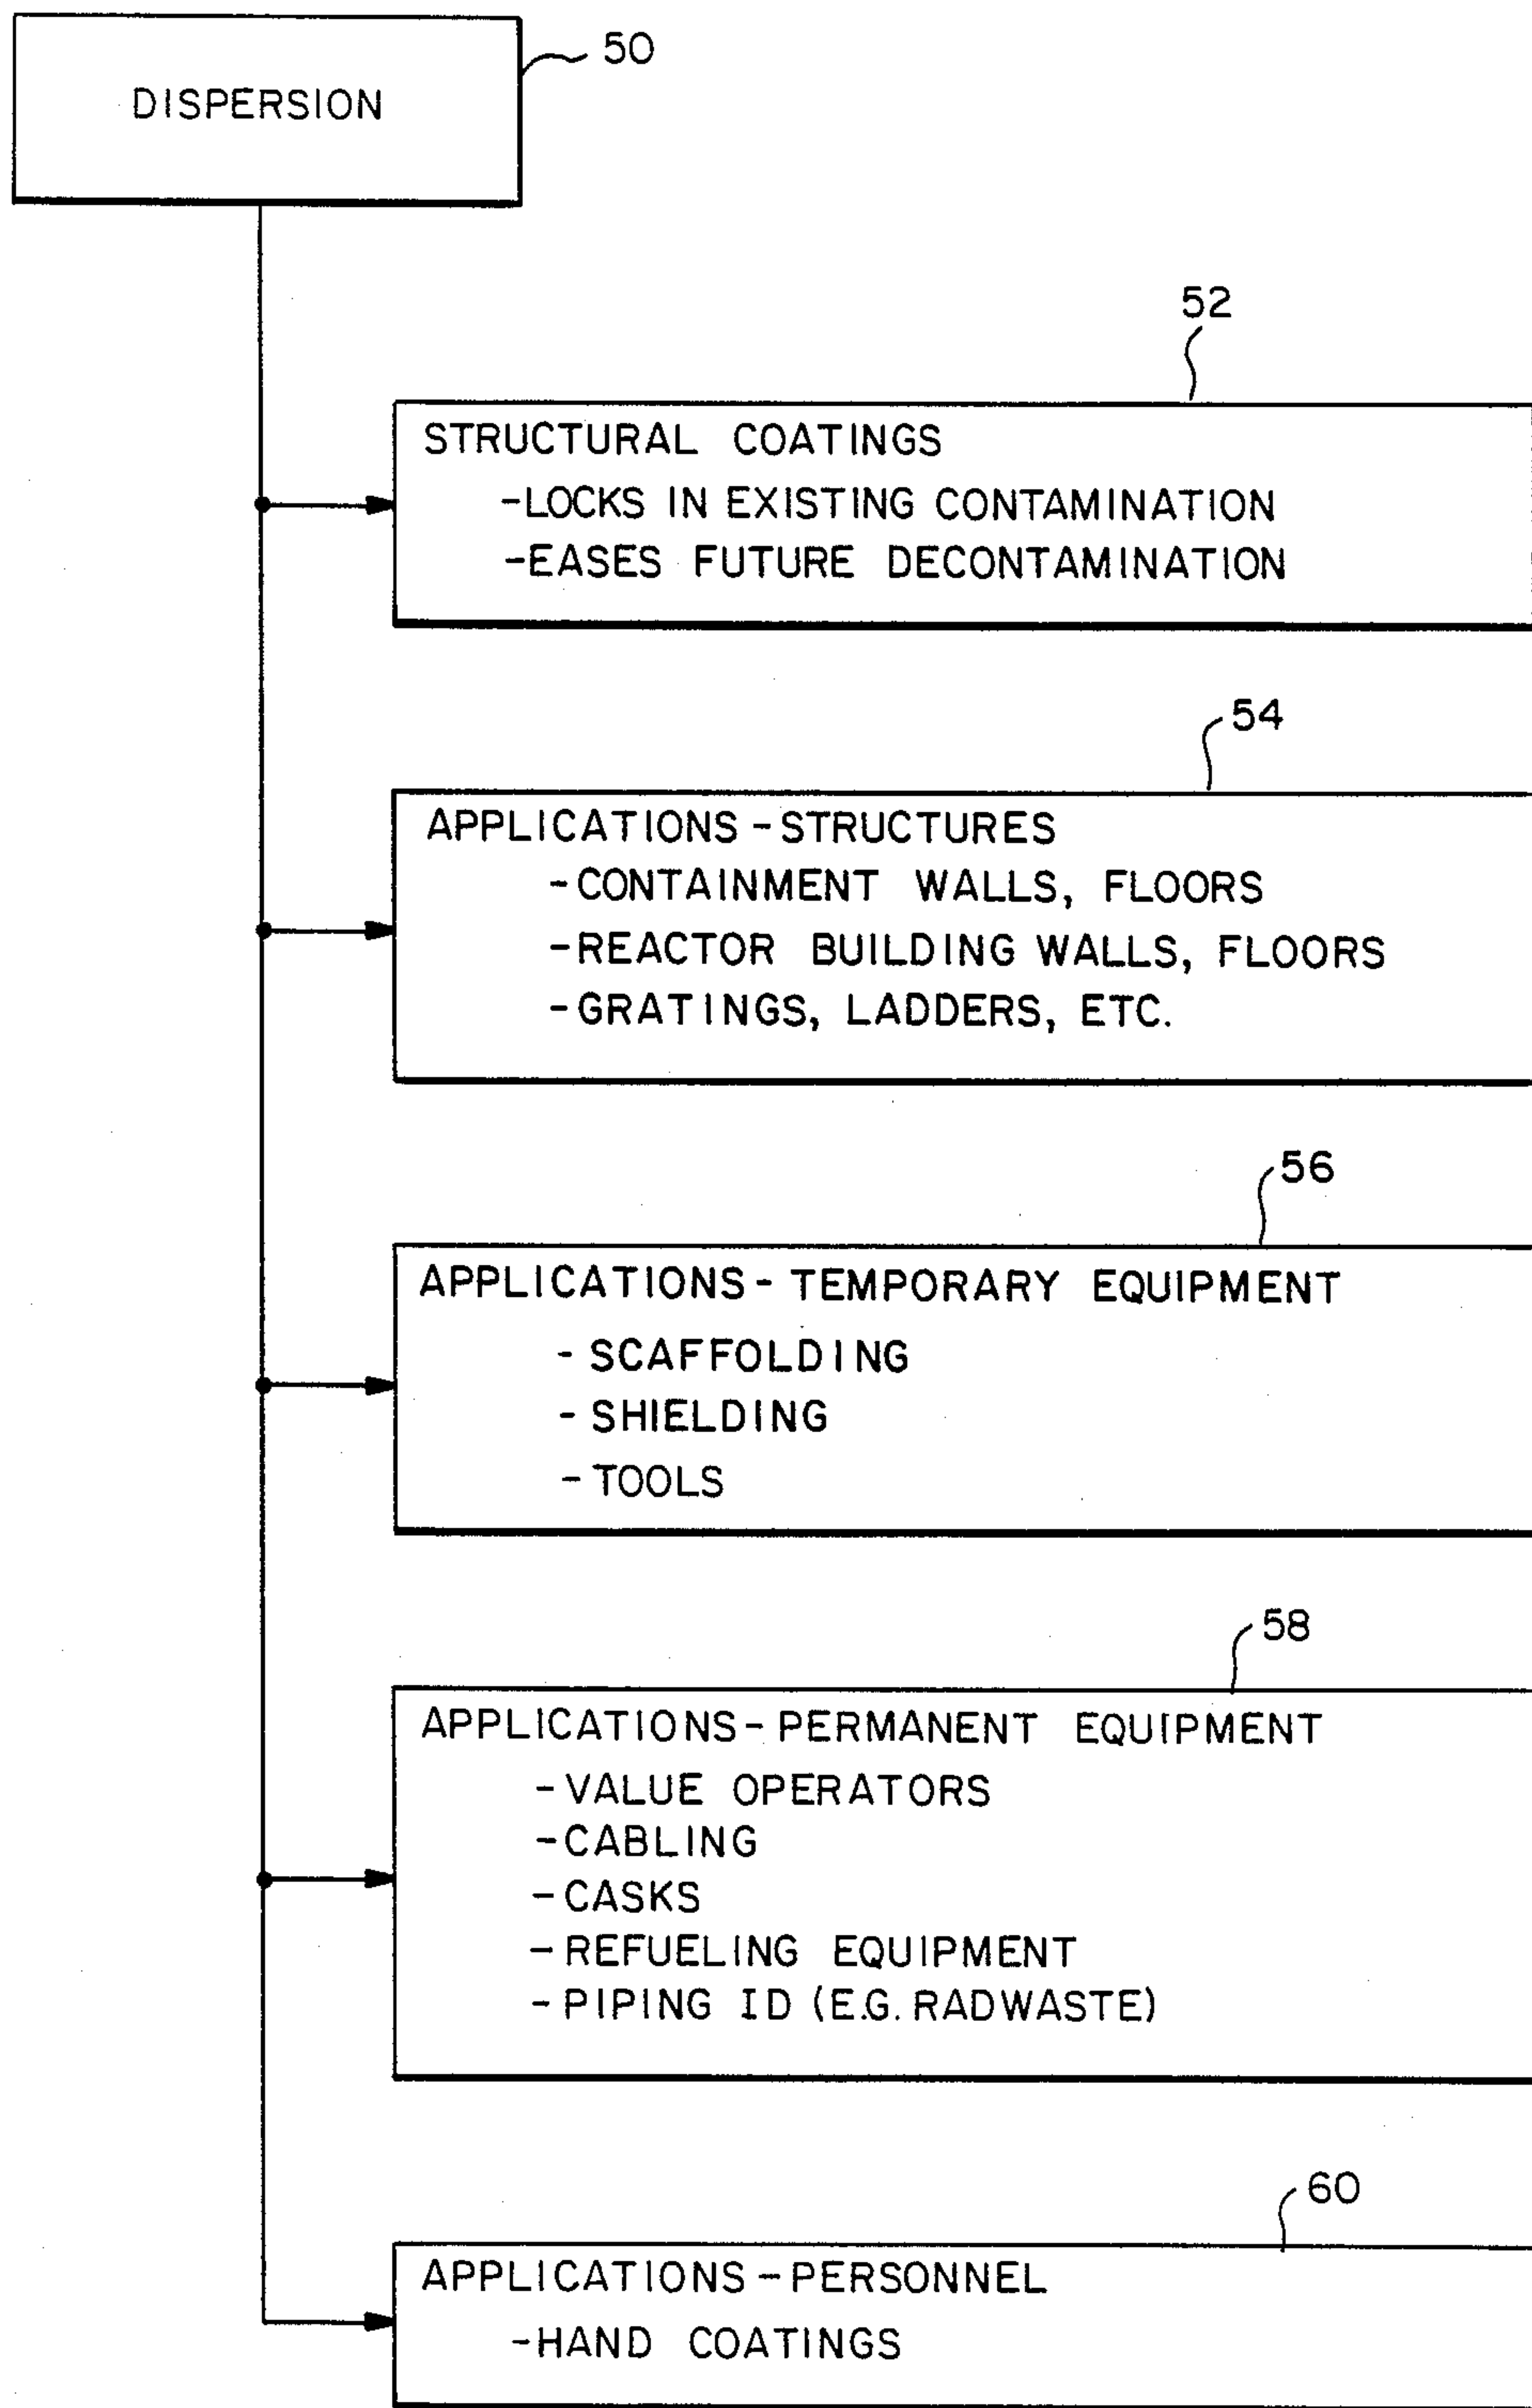 50
DISPERSION
52
STRUCTURAL COATINGS
-LOCKS IN EXISTING CONTAMINATION
-EASES FUTURE DECONTAMINATION
54
APPLICATIONS - STRUCTURES
-CONTAINMENT WALLS, FLOORS
-REACTOR BUILDING WALLS, FLOORS
-GRATINGS, LADDERS, ETC.
56
APPLICATIONS - TEMPORARY EQUIPMENT
- SCAFFOLDING
- SHIELDING
- TOOLS
58
APPLICATIONS - PERMANENT EQUIPMENT
-VALUE OPERATORS
-CABLING
-CASKS
-REFUELING EQUIPMENT
-PIPING ID (E.G. RADWASTE)
60
APPLICATIONS - PERSONNEL
-HAND COATINGS